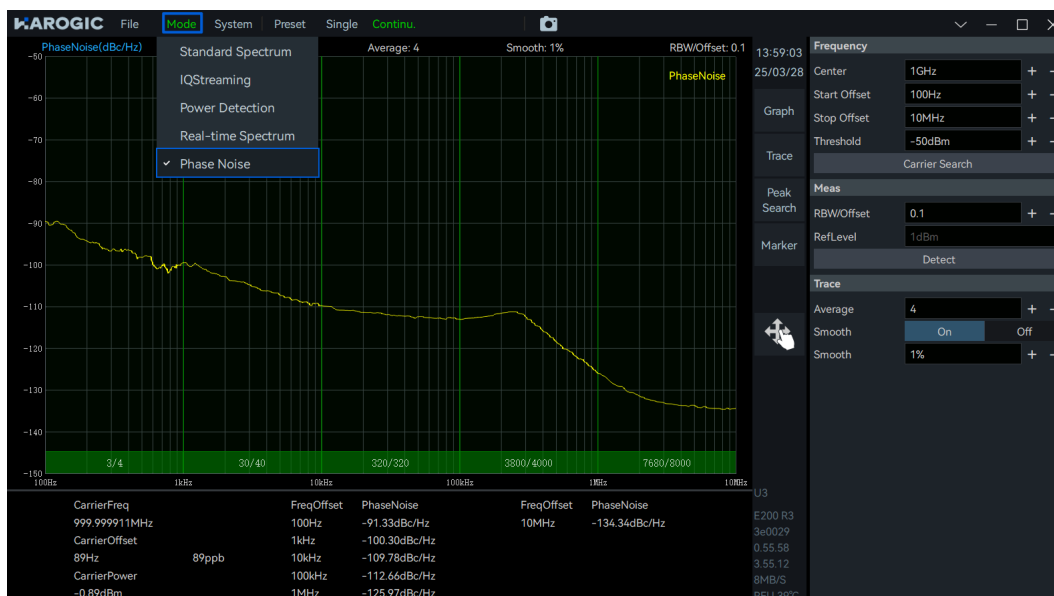 HAROGIC File Mode System Preset Single Continu.
PhaseNoise(dBc/Hz) Average: 4 Smooth: 1% RBW/Offset: 0.1
PhaseNoise
Standard Spectrum
IQStreaming
Power Detection
Real-time Spectrum
Phase Noise
-50
-60
-70
-80
-90
-100
-110
-120
-130
-140
-150
3/4 30/40 320/320 3800/4000 7680/8000
100Hz 1kHz 10kHz 100kHz 1MHz 10MHz
CarrierFreq FreqOffset PhaseNoise FreqOffset PhaseNoise
999.999911MHz 100Hz -91.33dBc/Hz 10MHz -134.34dBc/Hz
CarrierOffset 1kHz -100.30dBc/Hz
89Hz 89ppb 10kHz -109.78dBc/Hz
CarrierPower 100kHz -112.66dBc/Hz
-0.89dBm 1MHz -125.97dBc/Hz
13:59:03
25/03/28
Graph
Trace
Peak
Search
Marker
U3
E200 R3
3e0029
0.55.58
3.55.12
8MB/S
Frequency
Center 1GHz + -
Start Offset 100Hz + -
Stop Offset 10MHz + -
Threshold -50dBm + -
Carrier Search
Meas
RBW/Offset 0.1 + -
RefLevel 1dBm
Detect
Trace
Average 4 + -
Smooth On Off
Smooth 1% + -